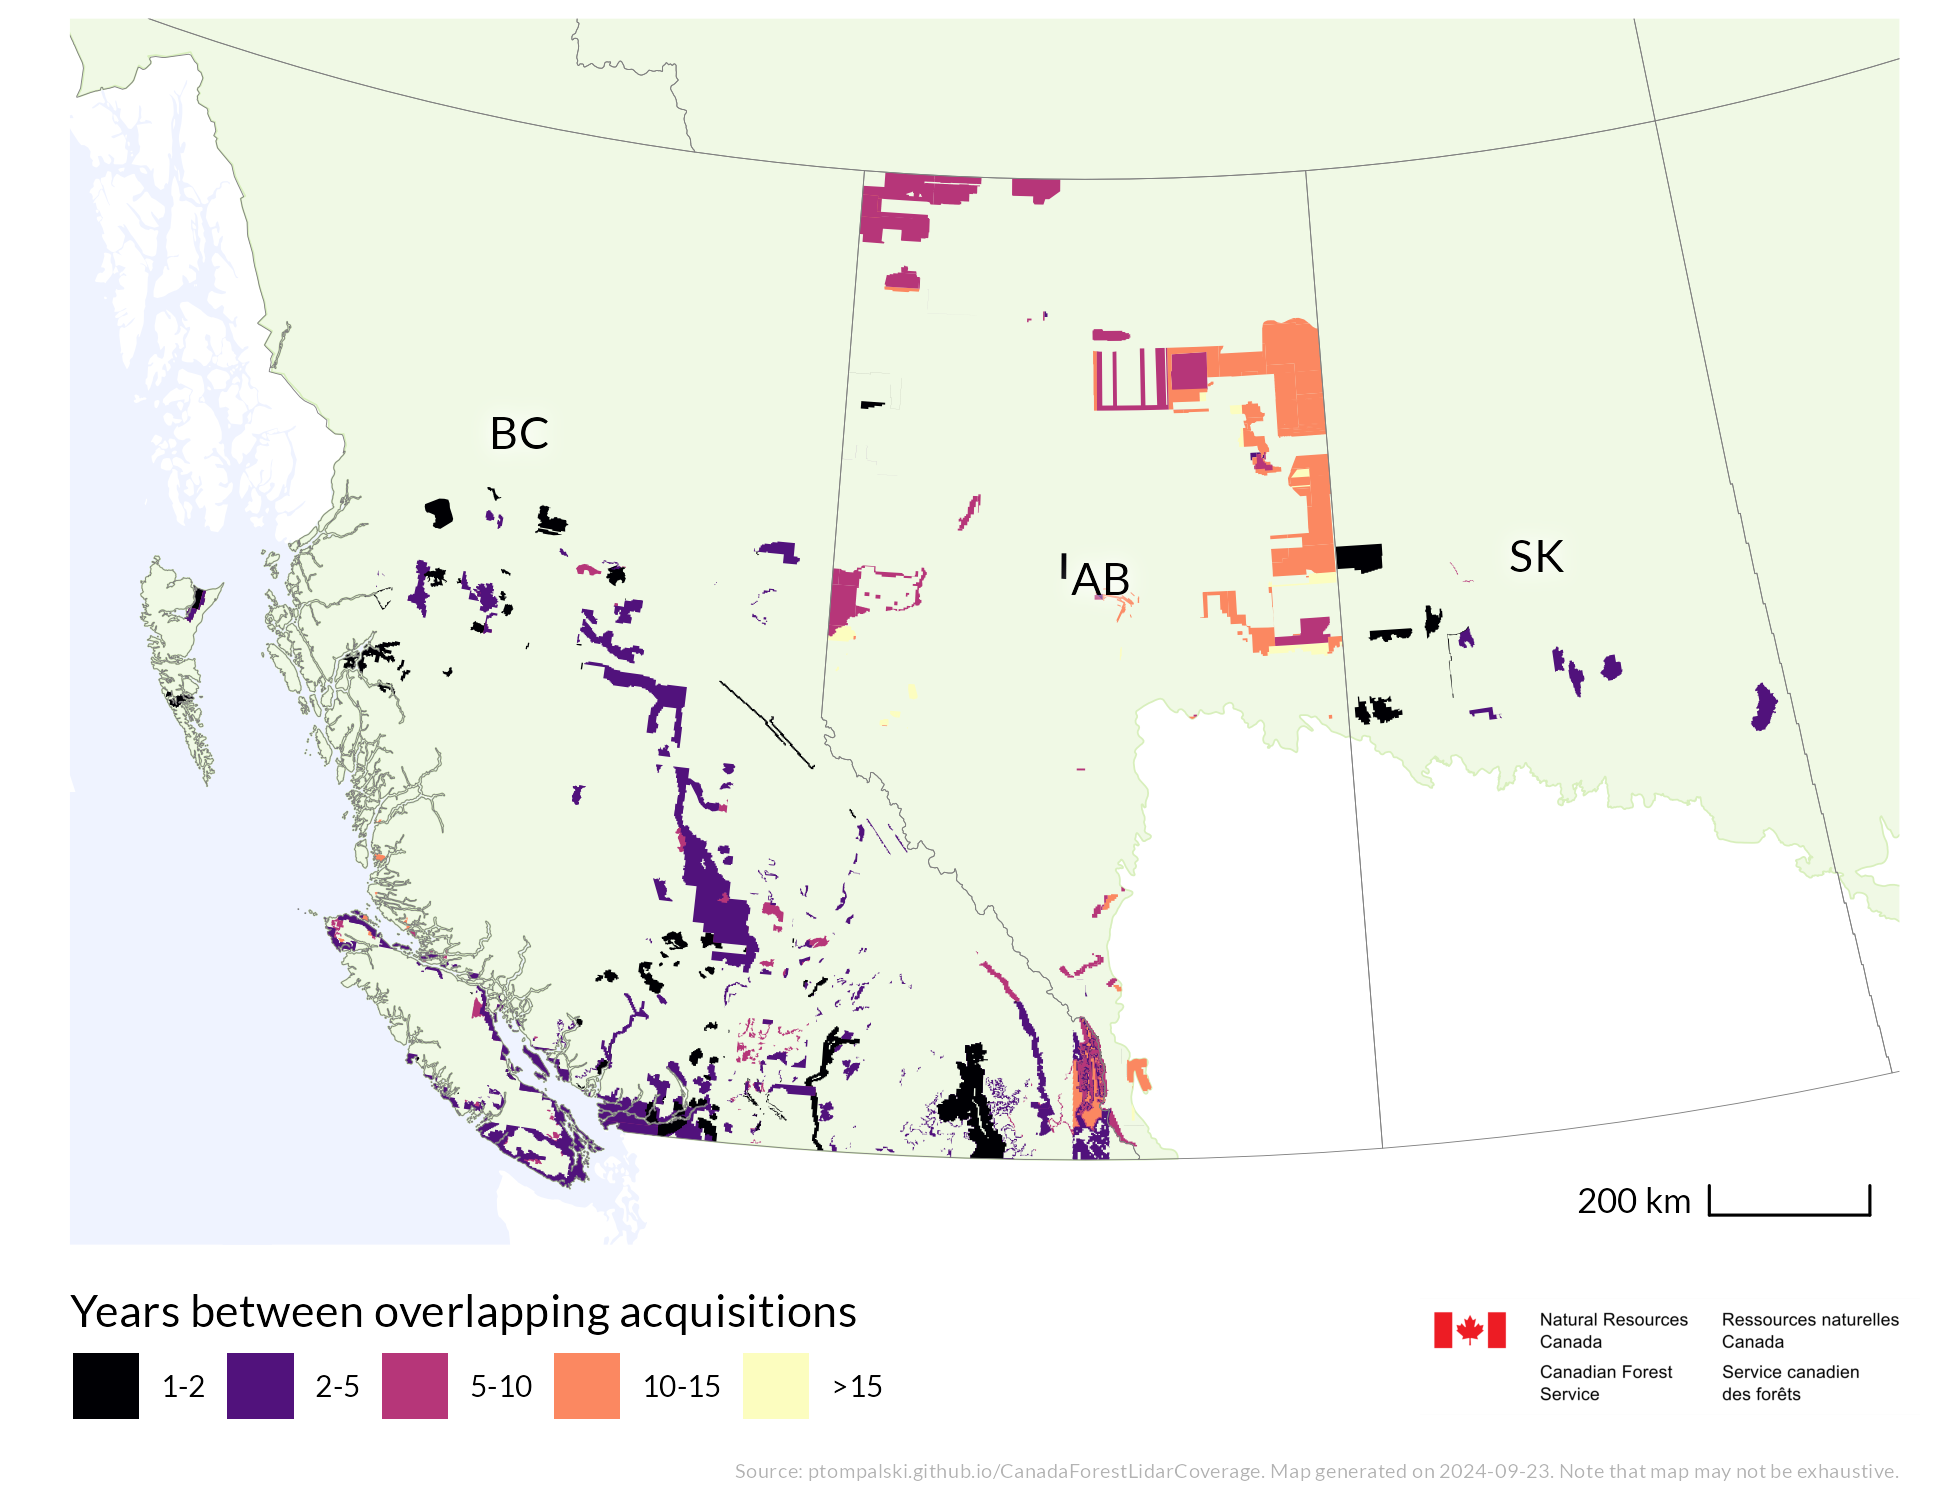 BC
AB
SK
200 km
Years between overlapping acquisitions
1-2
2-5
5-10
10-15
>15
Natural Resources
Canada
Canadian Forest
Service
Ressources naturelles
Canada
Service canadien
des forêts
Source: ptompalski.github.io/CanadaForestLidarCoverage. Map generated on 2024-09-23. Note that map may not be exhaustive.